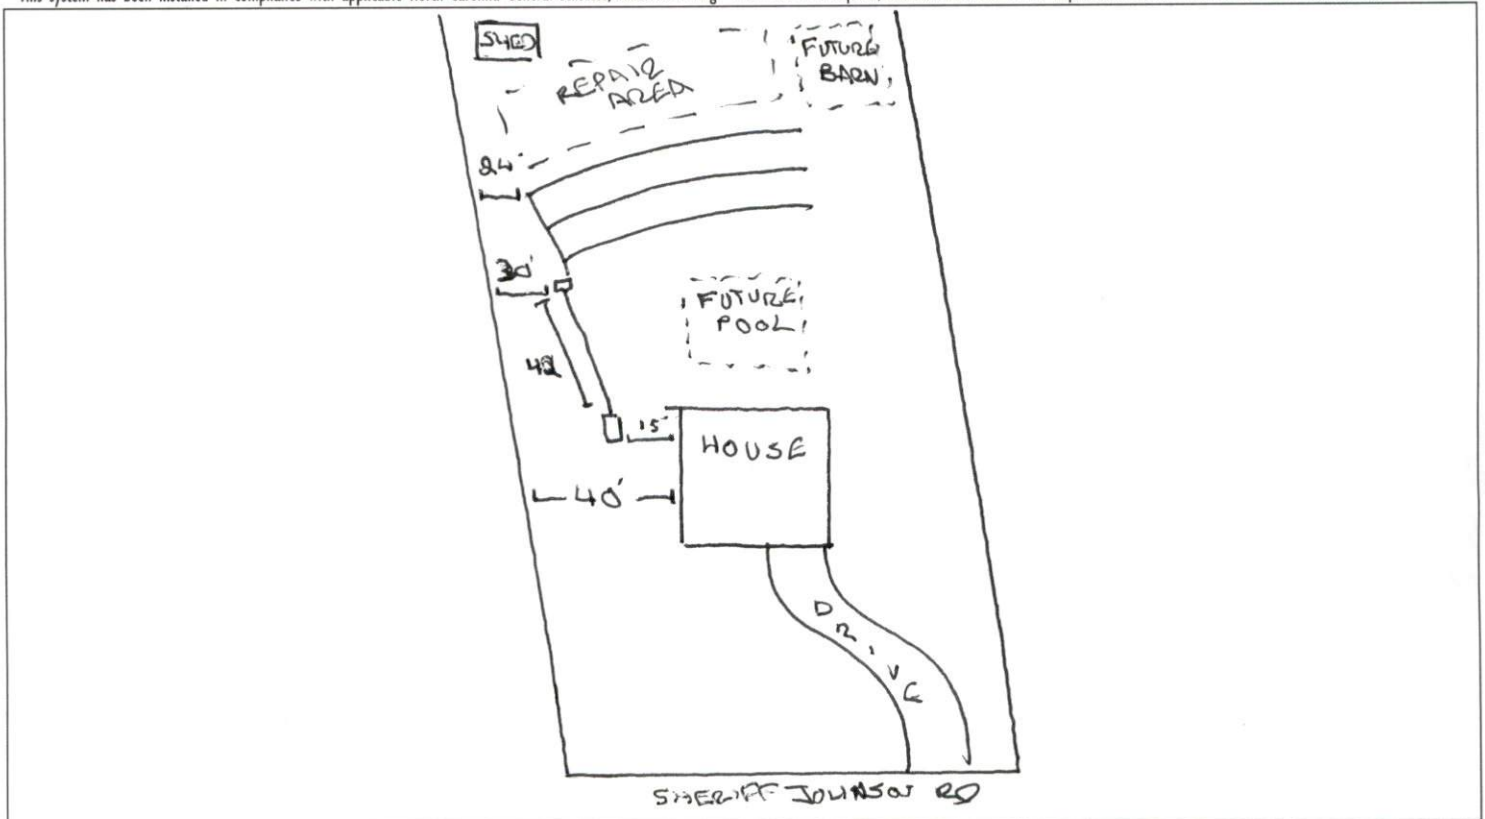 SHED
REPAIR
AREA
FUTURE
BARN
24'
30'
FUTURE
POOL
42
15'
HOUSE
40'
DRIVE
SHERIFF JOHNSON RD